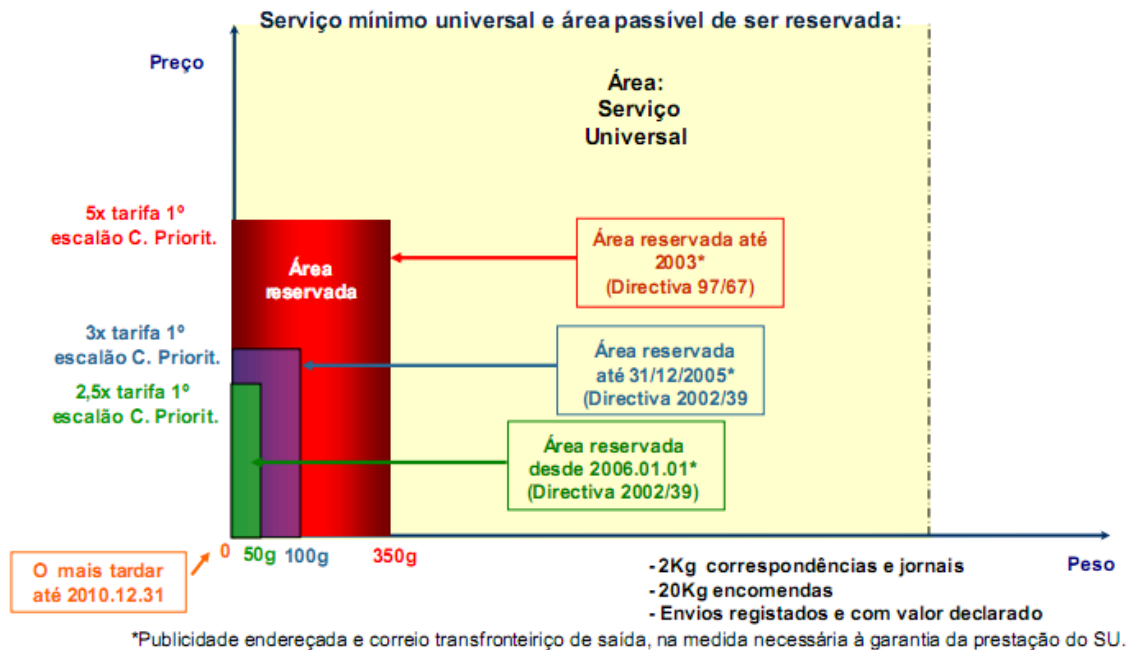 Serviço mínimo universal e área passível de ser reservada:
Preço
Área:
Serviço
Universal
5x tarifa 1º
escalão C. Priorit.
Área
reservada
Área reservada até
2003*
(Directiva 97/67)
3x tarifa 1º
escalão C. Priorit.
Área reservada
até 31/12/2005*
(Directiva 2002/39
2,5x tarifa 1º
escalão C. Priorit.
Área reservada
desde 2006.01.01*
(Directiva 2002/39)
0
50g
100g
350g
Peso
O mais tardar
até 2010.12.31
- 2Kg correspondências e jornais
- 20Kg encomendas
- Envios registados e com valor declarado
*Publicidade endereçada e correio transfronteiriço de saída, na medida necessária à garantia da prestação do SU.